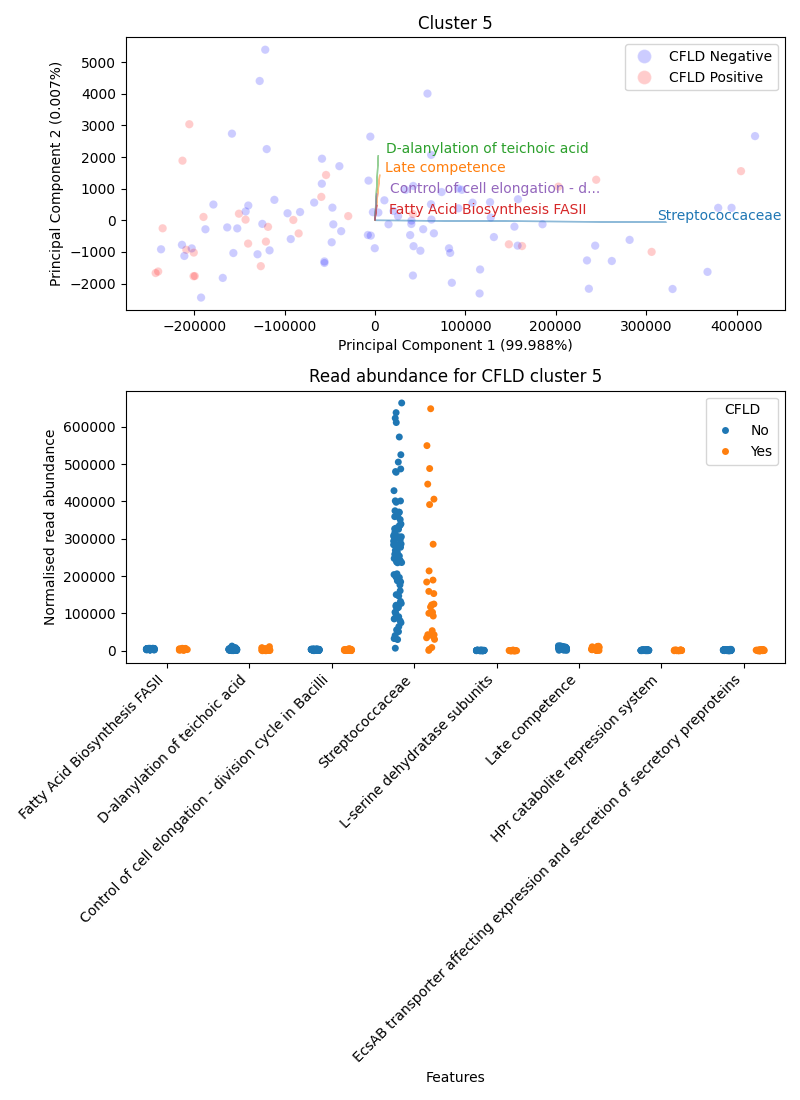 Cluster 5
Principal Component 2 (0.007%)
5000
4000
3000
2000
1000
0
−1000
−2000
CFLD Negative
CFLD Positive
D-alanylation of teichoic acid
Late competence
Control of cell elongation - d...
Fatty Acid Biosynthesis FASII
Streptococcaceae
−200000 −100000 0 100000 200000 300000 400000
Principal Component 1 (99.988%)
Read abundance for CFLD cluster 5
Normalised read abundance
600000
500000
400000
300000
200000
100000
0
CFLD
No
Yes
Fatty Acid Biosynthesis FASII
D-alanylation of teichoic acid
Control of cell elongation - division cycle in Bacilli
Streptococcaceae
L-serine dehydratase subunits
Late competence
HPr catabolite repression system
EcsAB transporter affecting expression and secretion of secretory preproteins
Features